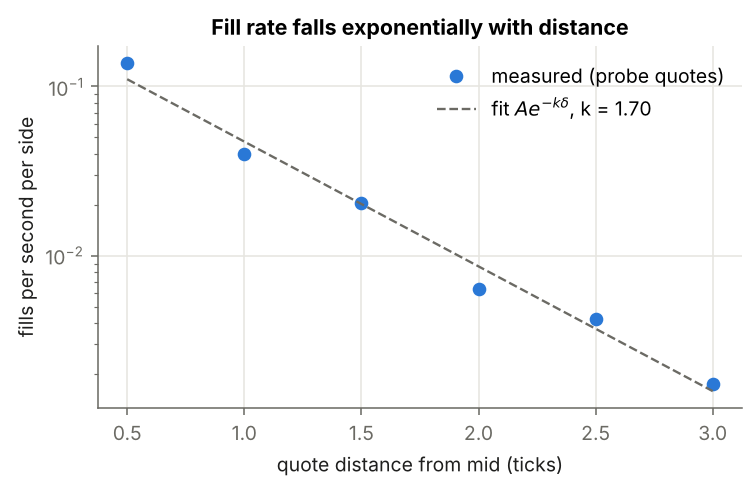 Fill rate falls exponentially with distance
measured (probe quotes)
fit Ae^{−kδ}, k = 1.70
fills per second per side
10^{−1}
10^{−2}
0.5 1.0 1.5 2.0 2.5 3.0
quote distance from mid (ticks)